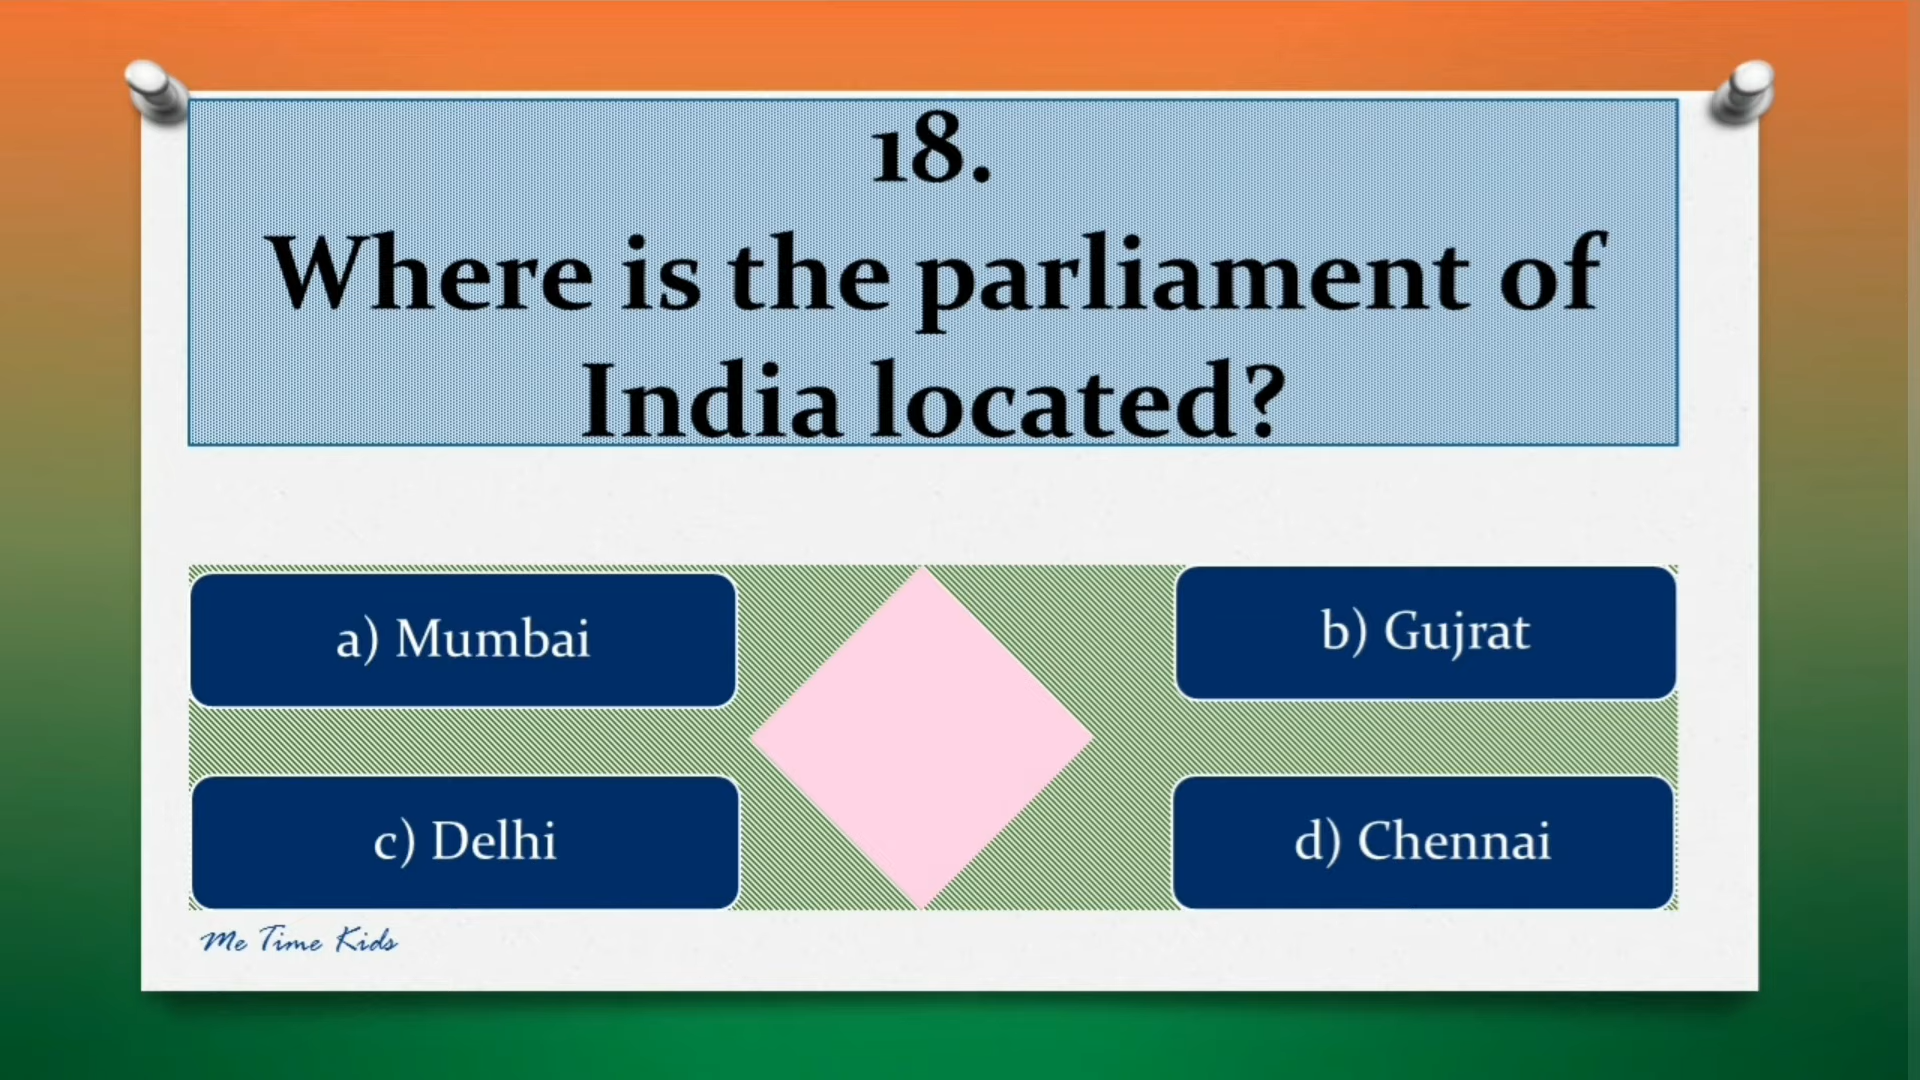 18.
Where is the parliament of
India located?
a) Mumbai
b) Gujrat
c) Delhi
d) Chennai
Me Time Kids